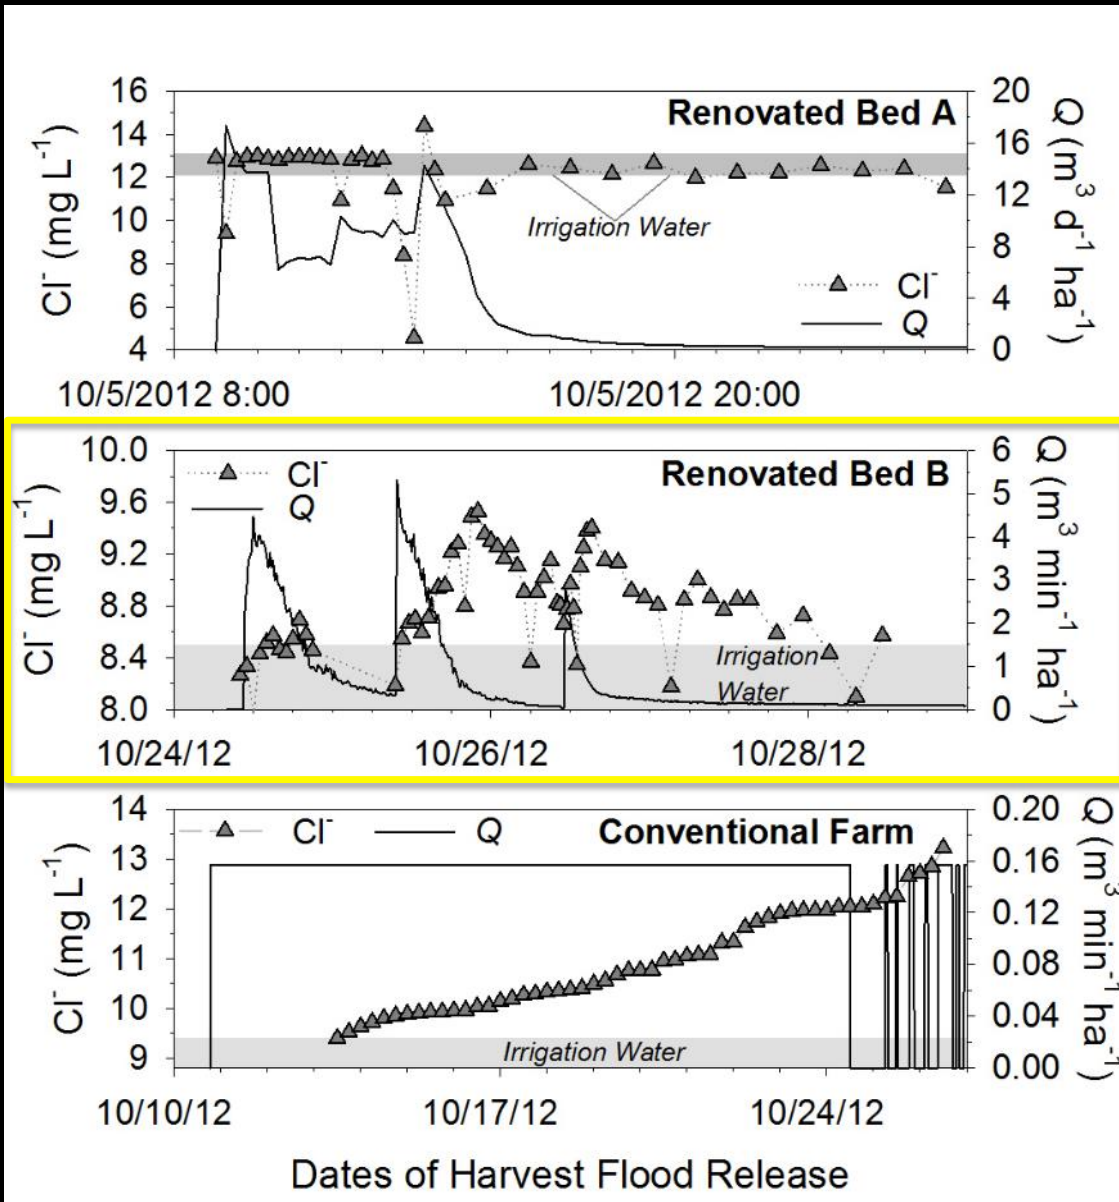 Renovated Bed A
Cl⁻ (mg L⁻¹)
16
14
12
10
8
6
4
20
16
12
8
4
0
Q (m³ d⁻¹ ha⁻¹)
Irrigation Water
Cl⁻
Q
10/5/2012 8:00 10/5/2012 20:00
Renovated Bed B
Cl⁻ (mg L⁻¹)
10.0
9.6
9.2
8.8
8.4
8.0
6
5
4
3
2
1
0
Q (m³ min⁻¹ ha⁻¹)
Cl⁻
Q
Irrigation
Water
10/24/12 10/26/12 10/28/12
Cl⁻ Q Conventional Farm
Cl⁻ (mg L⁻¹)
14
13
12
11
10
9
0.20
0.16
0.12
0.08
0.04
0.00
Q (m³ min⁻¹ ha⁻¹)
Irrigation Water
10/10/12 10/17/12 10/24/12
Dates of Harvest Flood Release